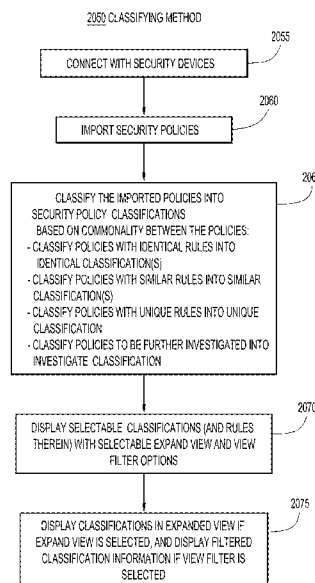 2050 CLASSIFYING METHOD
2055
CONNECT WITH SECURITY DEVICES
2060
IMPORT SECURITY POLICIES
206
CLASSIFY THE IMPORTED POLICIES INTO
SECURITY POLICY CLASSIFICATIONS
BASED ON COMMONALITY BETWEEN THE POLICIES:
- CLASSIFY POLICIES WITH IDENTICAL RULES INTO
IDENTICAL CLASSIFICATION(S)
- CLASSIFY POLICIES WITH SIMILAR RULES INTO SIMILAR
CLASSIFICATION(S)
- CLASSIFY POLICIES WITH UNIQUE RULES INTO UNIQUE
CLASSIFICATION
- CLASSIFY POLICIES TO BE FURTHER INVESTIGATED INTO
INVESTIGATE CLASSIFICATION
2070
DISPLAY SELECTABLE CLASSIFICATIONS (AND RULES
THEREIN) WITH SELECTABLE EXPAND VIEW AND VIEW
FILTER OPTIONS
2075
DISPLAY CLASSIFICATIONS IN EXPANDED VIEW IF
EXPAND VIEW IS SELECTED, AND DISPLAY FILTERED
CLASSIFICATION INFORMATION IF VIEW FILTER IS
SELECTED